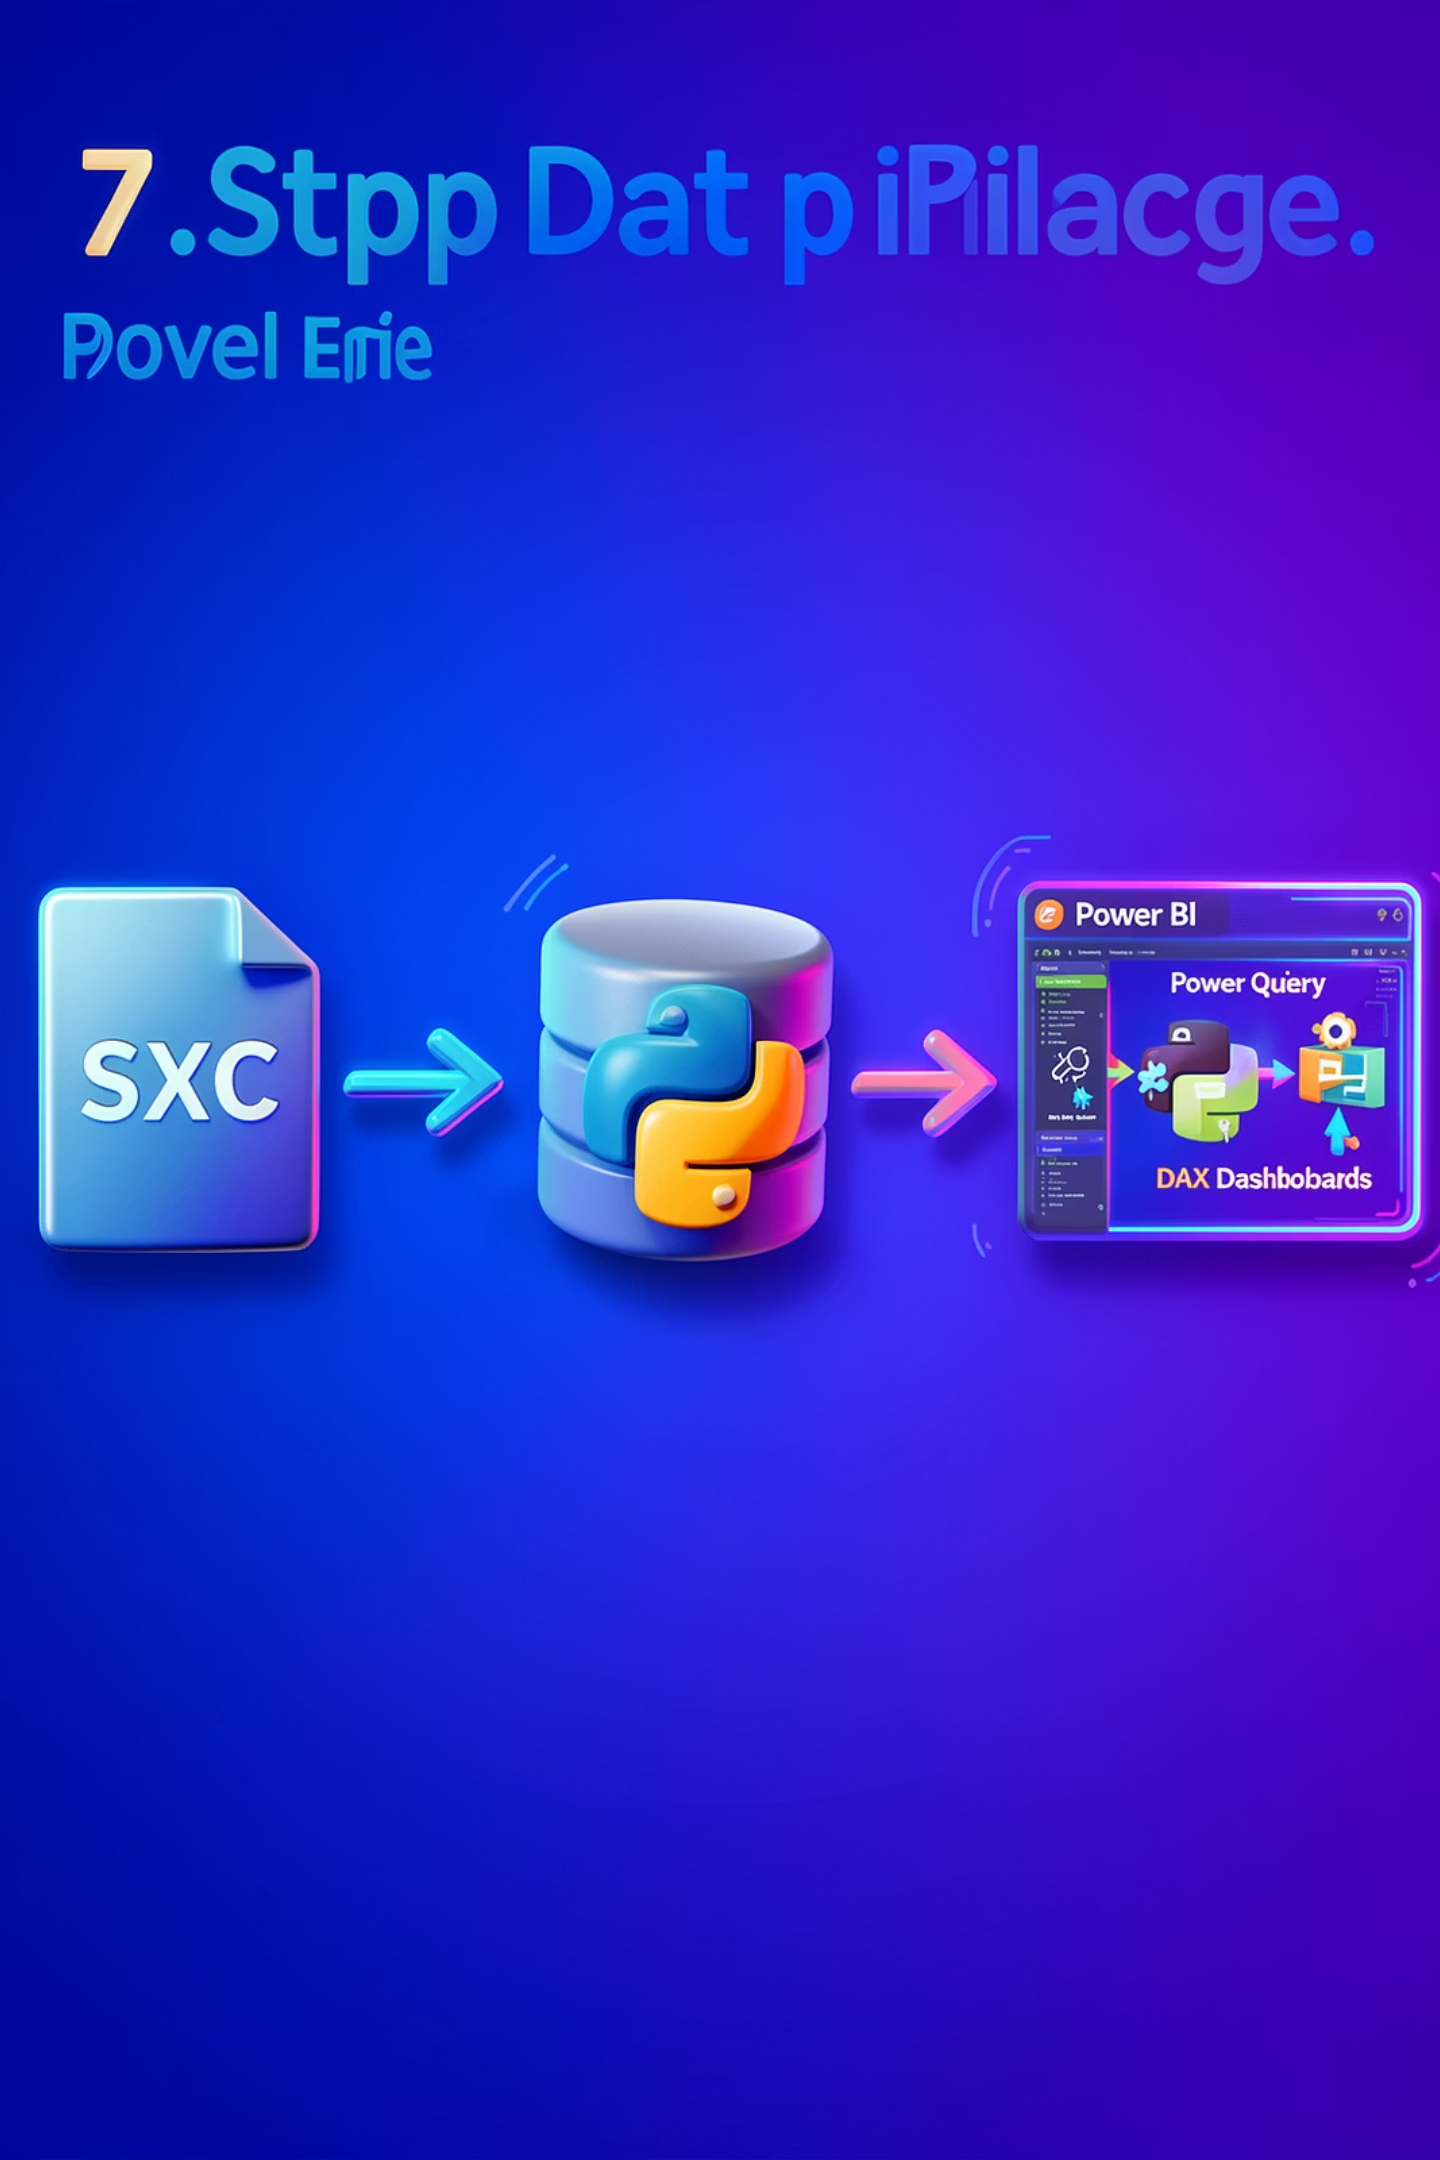 7.Stpp Dat p iPilacge.
Povel Erie
SXC
Power BI
Power Query
DAX Dashbobards